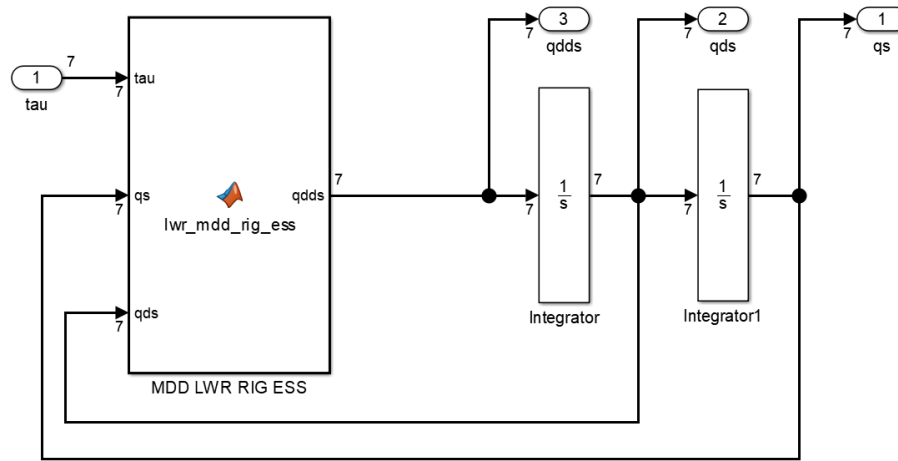 3
7
qdds
2
7
qds
1
7
qs
7
1
tau
7
tau
7
qs
lwr_mdd_rig_ess
qdds
7
7
1
s
7
Integrator
7
1
s
7
Integrator1
7
qds
MDD LWR RIG ESS